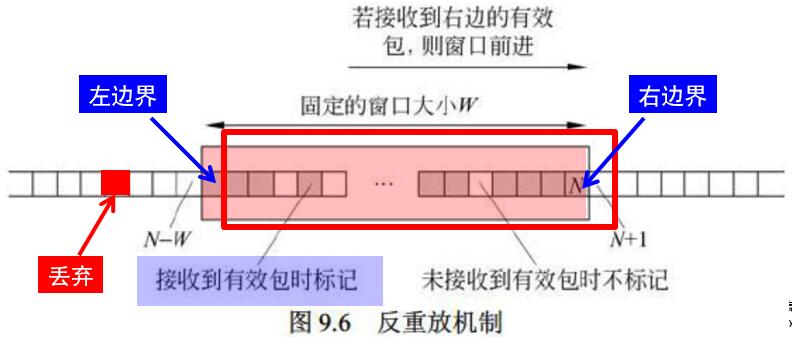 若接收到右边的有效
包，则窗口前进
左边界
右边界
固定的窗口大小W
...
N
N−W
N+1
丢弃
接收到有效包时标记
未接收到有效包时不标记
图 9.6 反重放机制